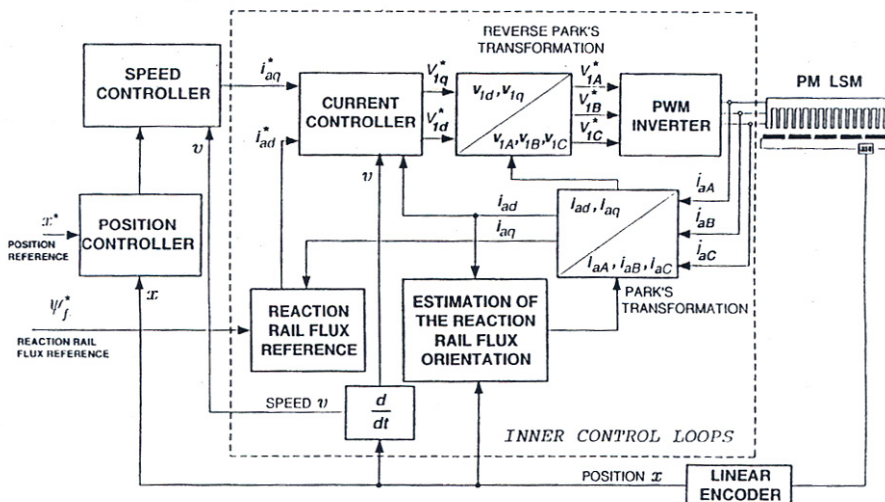 REVERSE PARK'S
TRANSFORMATION
SPEED
CONTROLLER
i*aq
CURRENT
CONTROLLER
V*1q
V*1d
v1d, v1q
v1A, v1B, v1C
V*1A
V*1B
V*1C
PWM
INVERTER
PM LSM
i*ad
v
v
x*
POSITION
REFERENCE
POSITION
CONTROLLER
x
iad
iaq
Iad, Iaq
IaA, iaB, iaC
iaA
iaB
iaC
PARK'S
TRANSFORMATION
ψ*f
REACTION RAIL
FLUX REFERENCE
REACTION
RAIL FLUX
REFERENCE
ESTIMATION OF
THE REACTION
RAIL FLUX
ORIENTATION
SPEED v
d
dt
INNER CONTROL LOOPS
POSITION x
LINEAR
ENCODER